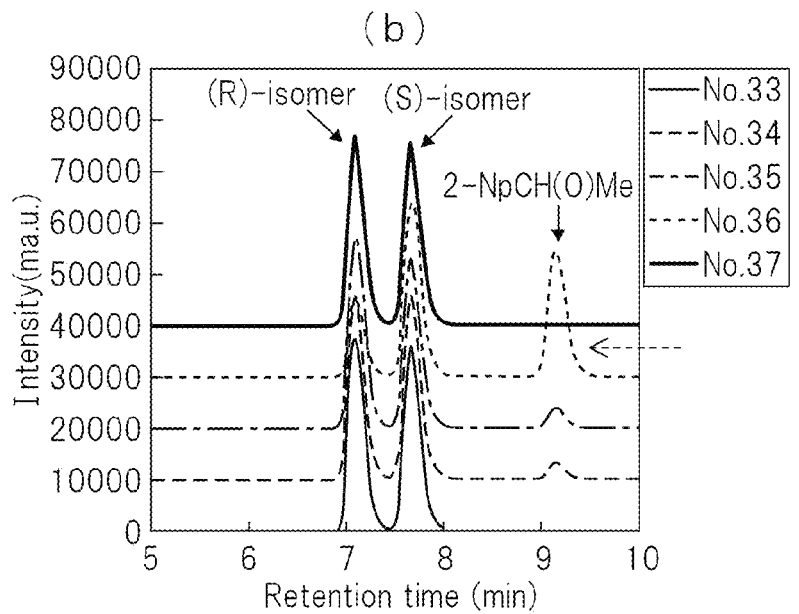 (b)
Intensity(ma.u.)
90000
80000
70000
60000
50000
40000
30000
20000
10000
0
(R)-isomer
(S)-isomer
2-NpCH(O)Me
No.33
No.34
No.35
No.36
No.37
5 6 7 8 9 10
Retention time (min)